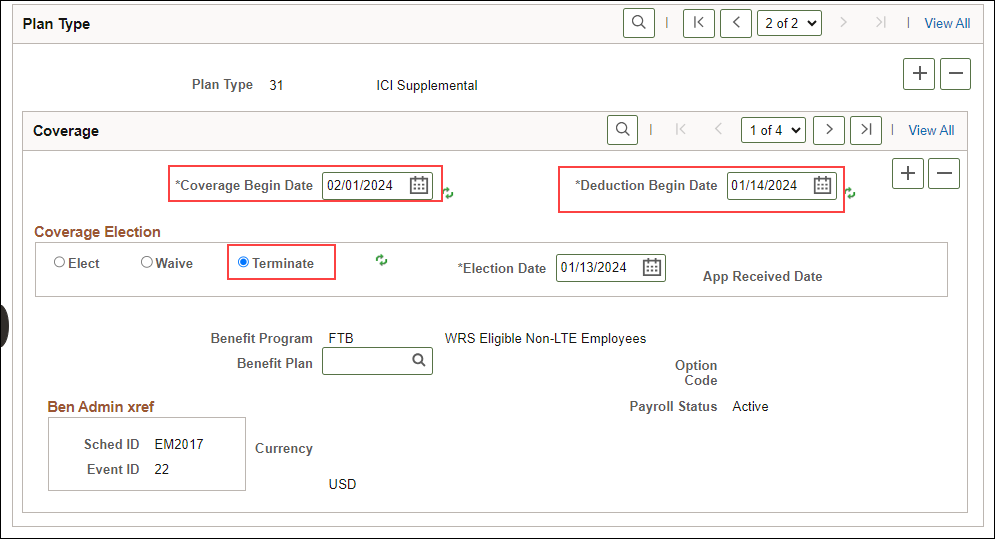 Plan Type 2 of 2 View All
Plan Type 31 ICI Supplemental
Coverage 1 of 4 View All
*Coverage Begin Date 02/01/2024 *Deduction Begin Date 01/14/2024
Coverage Election
Elect Waive Terminate *Election Date 01/13/2024 App Received Date
Benefit Program FTB WRS Eligible Non-LTE Employees
Benefit Plan Option
Code
Ben Admin xref Payroll Status Active
Sched ID EM2017 Currency
Event ID 22
USD